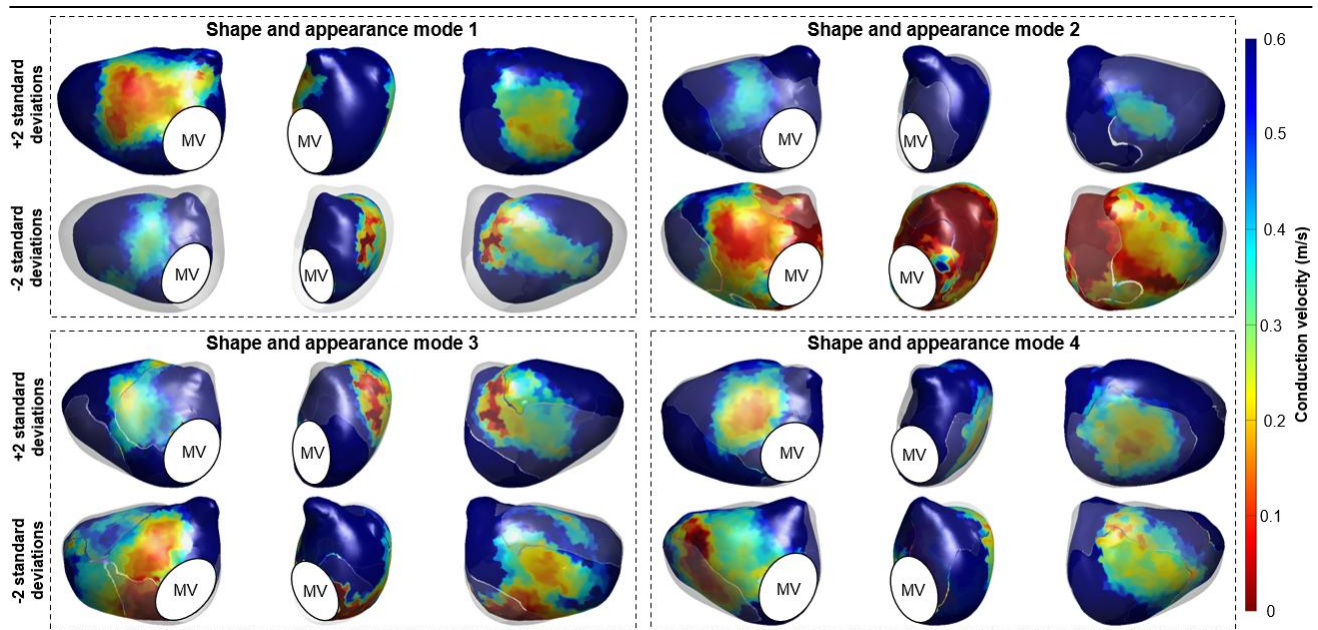 Shape and appearance mode 1
+2 standard
deviations
MV
MV
MV
-2 standard
deviations
MV
MV
Shape and appearance mode 2
MV
MV
MV
MV
Shape and appearance mode 3
+2 standard
deviations
MV
MV
-2 standard
deviations
MV
MV
Shape and appearance mode 4
MV
MV
MV
MV
0.6
0.5
0.4
0.3
0.2
0.1
0
Conduction velocity (m/s)